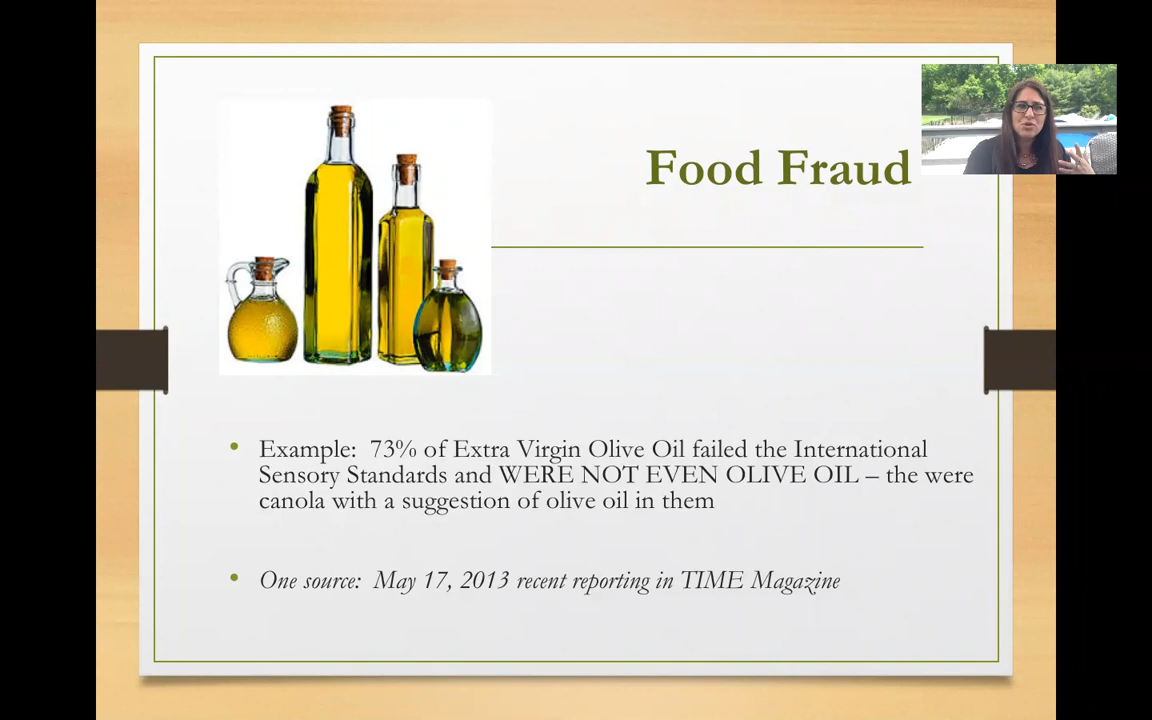 Food Fraud
Example:  73% of Extra Virgin Olive Oil failed the International
Sensory Standards and WERE NOT EVEN OLIVE OIL – the were
canola with a suggestion of olive oil in them
One source:  May 17, 2013 recent reporting in TIME Magazine